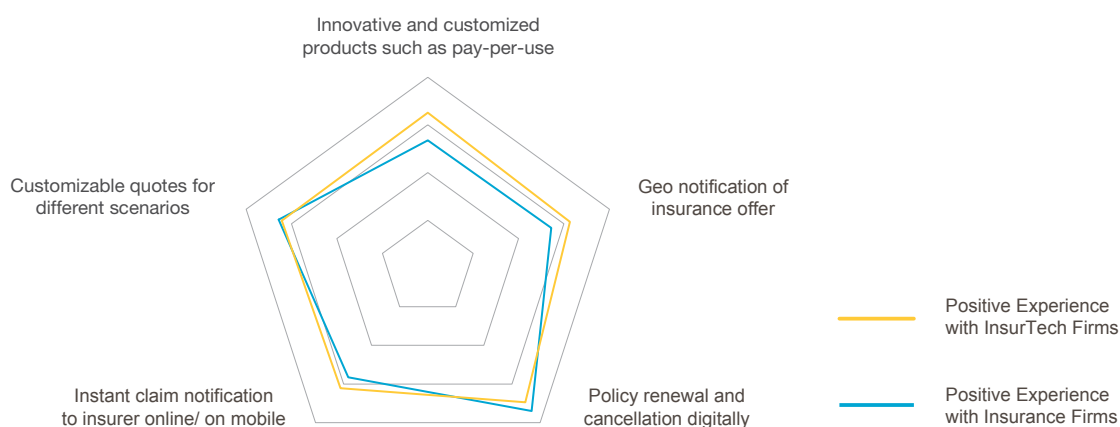 Innovative and customized
products such as pay-per-use
Customizable quotes for
different scenarios
Geo notification of
insurance offer
Instant claim notification
to insurer online/ on mobile
Policy renewal and
cancellation digitally
Positive Experience
with InsurTech Firms
Positive Experience
with Insurance Firms